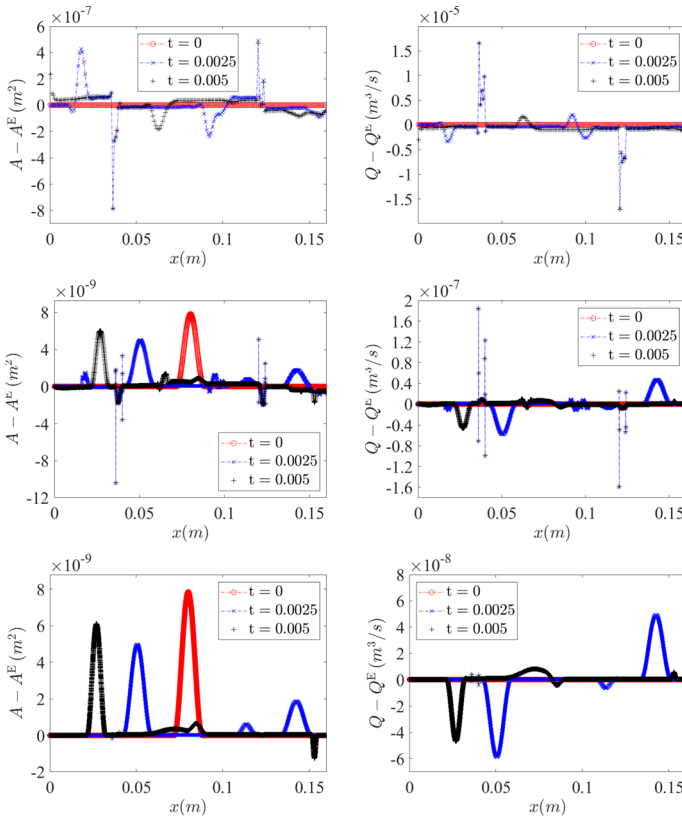 ×10⁻⁷
A − Aᴱ (m²)
6
4
2
0
-2
-4
-6
-8
0
0.05
0.1
0.15
x(m)
t = 0
t = 0.0025
t = 0.005
×10⁻⁵
Q − Qᴱ (m³/s)
1.5
1
0.5
0
-0.5
-1
-1.5
0
0.05
0.1
0.15
x(m)
t = 0
t = 0.0025
t = 0.005
×10⁻⁹
A − Aᴱ (m²)
8
4
0
-4
-8
-12
0
0.05
0.1
0.15
x(m)
t = 0
t = 0.0025
t = 0.005
×10⁻⁷
Q − Qᴱ (m³/s)
2
1.6
1.2
0.8
0.4
0
-0.4
-0.8
-1.2
-1.6
0
0.05
0.1
0.15
x(m)
t = 0
t = 0.0025
t = 0.005
×10⁻⁹
A − Aᴱ (m²)
8
6
4
2
0
-2
0
0.05
0.1
0.15
x(m)
t = 0
t = 0.0025
t = 0.005
×10⁻⁸
Q − Qᴱ (m³/s)
8
6
4
2
0
-2
-4
-6
0
0.05
0.1
0.15
x(m)
t = 0
t = 0.0025
t = 0.005